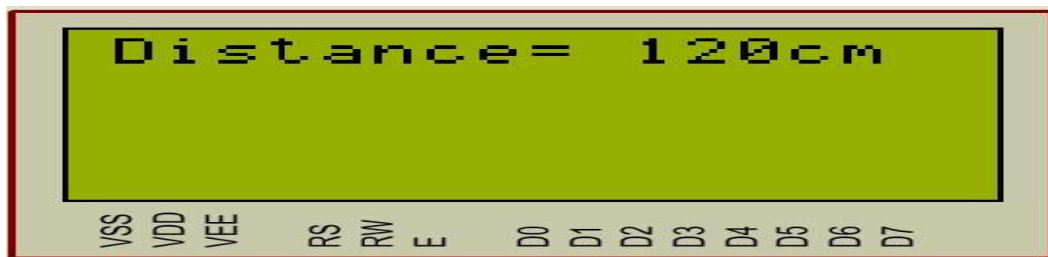 Distance= 120cm
VSS VDD VEE RS RW E D0 D1 D2 D3 D4 D5 D6 D7